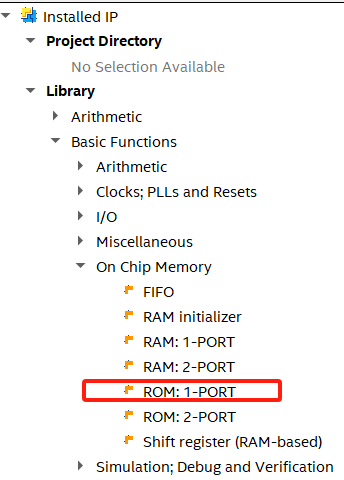 Installed IP
Project Directory
No Selection Available
Library
Arithmetic
Basic Functions
Arithmetic
Clocks; PLLs and Resets
I/O
Miscellaneous
On Chip Memory
FIFO
RAM initializer
RAM: 1-PORT
RAM: 2-PORT
ROM: 1-PORT
ROM: 2-PORT
Shift register (RAM-based)
Simulation; Debug and Verification